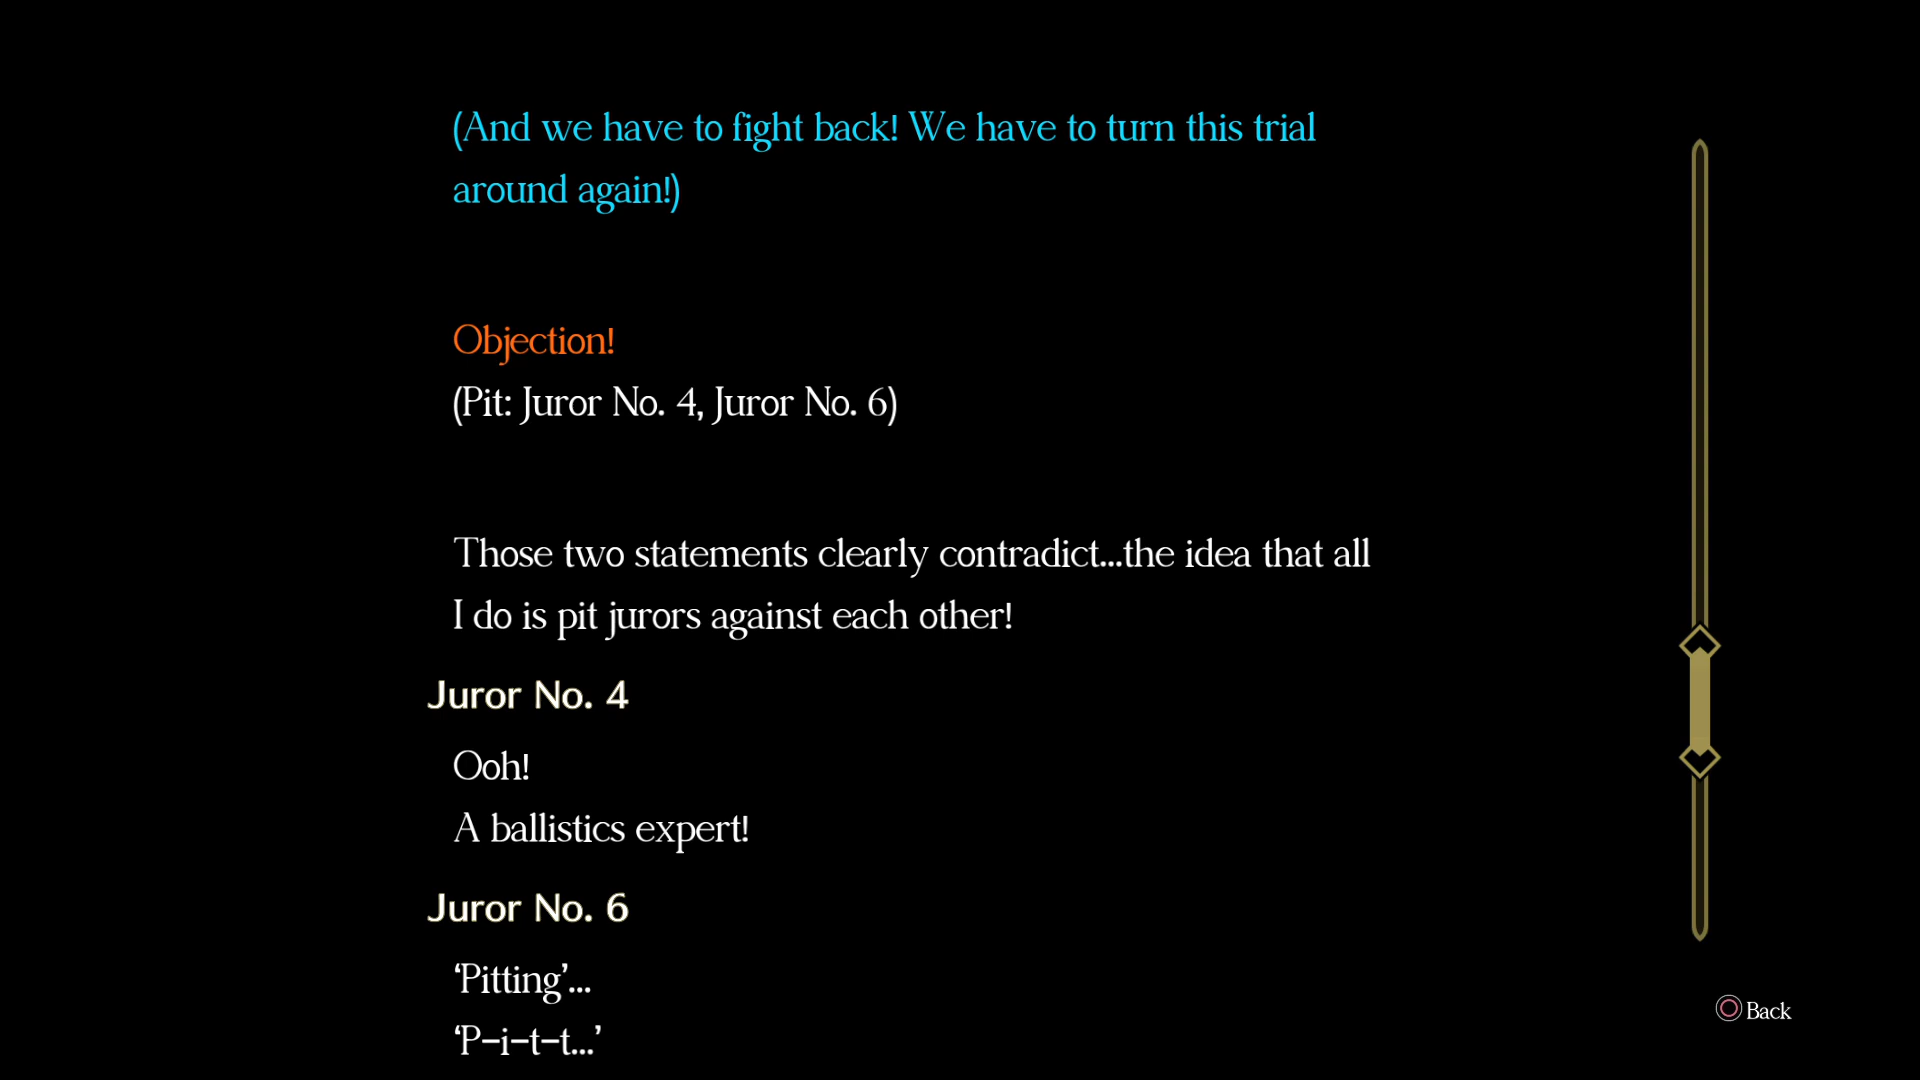 (And we have to fight back! We have to turn this trial
around again!)
Objection!
(Pit: Juror No. 4, Juror No. 6)
Those two statements clearly contradict...the idea that all
I do is pit jurors against each other!
Juror No. 4
Ooh!
A ballistics expert!
Juror No. 6
‘Pitting’...
‘P-i-t-t...’
Back